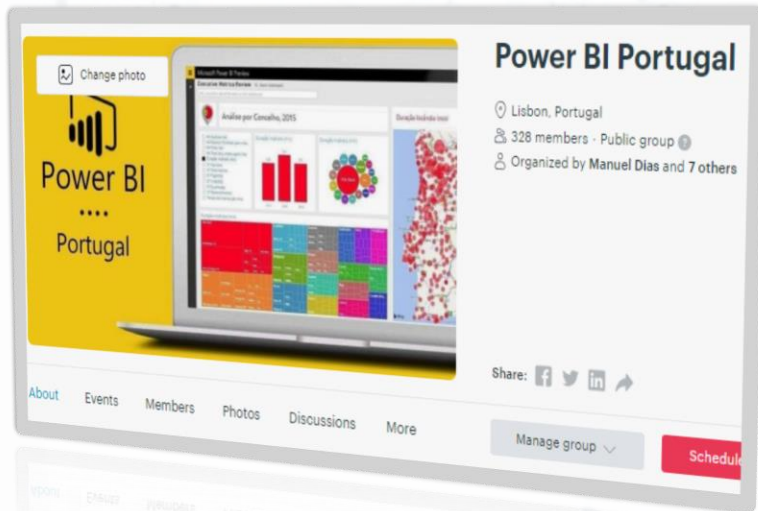 Change photo
Power BI
Portugal
Análise por Concelho, 2015
Power BI Portugal
Lisbon, Portugal
328 members · Public group
Organized by Manuel Dias and 7 others
Share:
About Events Members Photos Discussions More
Manage group
Schedule